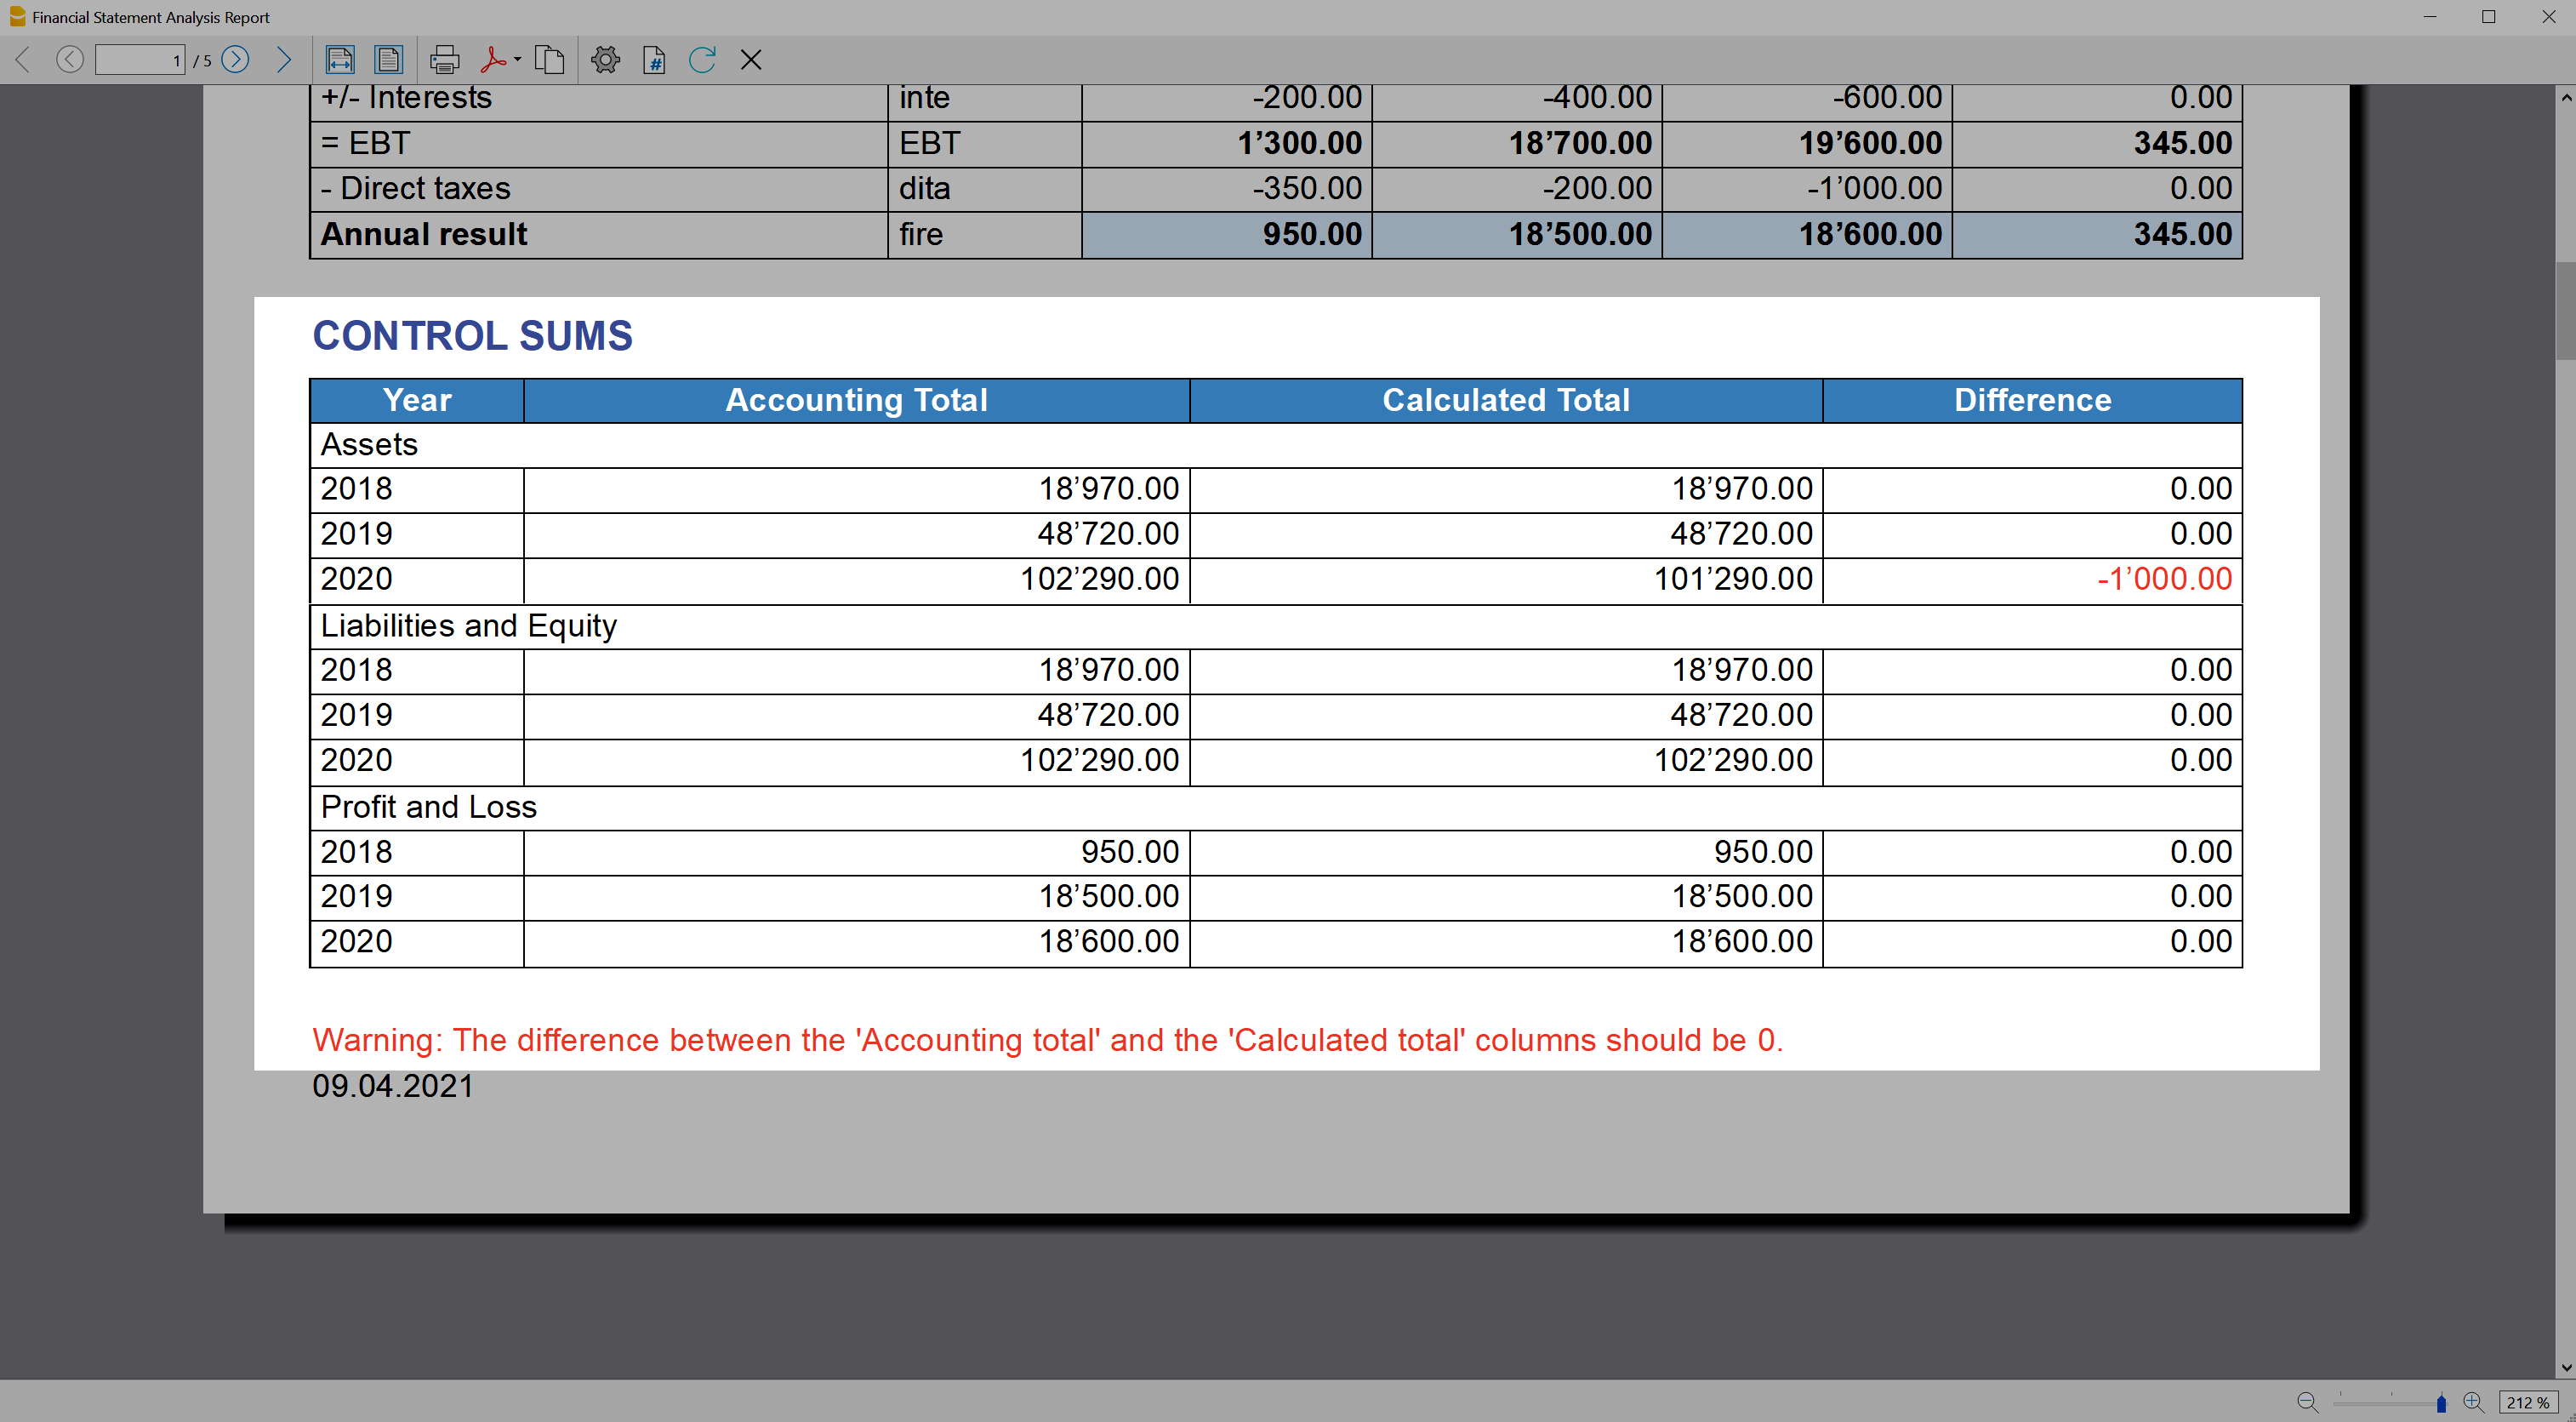 Financial Statement Analysis Report
1 / 5
+/- Interests inte -200.00 -400.00 -600.00 0.00
= EBT EBT 1’300.00 18’700.00 19’600.00 345.00
- Direct taxes dita -350.00 -200.00 -1’000.00 0.00
Annual result fire 950.00 18’500.00 18’600.00 345.00
CONTROL SUMS
Year Accounting Total Calculated Total Difference
Assets
2018 18’970.00 18’970.00 0.00
2019 48’720.00 48’720.00 0.00
2020 102’290.00 101’290.00 -1’000.00
Liabilities and Equity
2018 18’970.00 18’970.00 0.00
2019 48’720.00 48’720.00 0.00
2020 102’290.00 102’290.00 0.00
Profit and Loss
2018 950.00 950.00 0.00
2019 18’500.00 18’500.00 0.00
2020 18’600.00 18’600.00 0.00
Warning: The difference between the 'Accounting total' and the 'Calculated total' columns should be 0.
09.04.2021
212 %